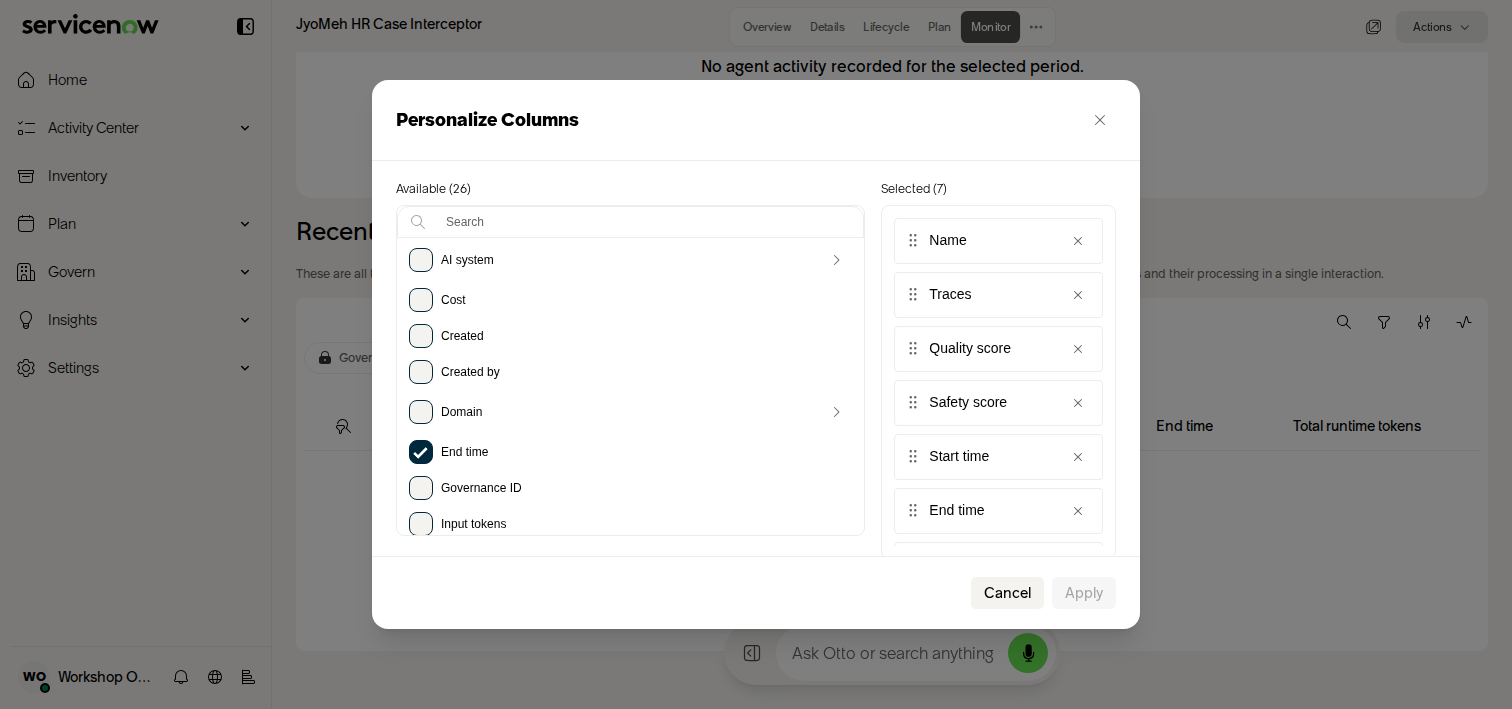 servicenow
JyoMeh HR Case Interceptor
Overview
Details
Lifecycle
Plan
Monitor
Actions
Home
Activity Center
Inventory
Plan
Govern
Insights
Settings
No agent activity recorded for the selected period.
Recent
These are all
and their processing in a single interaction.
Gover
End time
Total runtime tokens
Personalize Columns
Available (26)
Search
AI system
Cost
Created
Created by
Domain
End time
Governance ID
Input tokens
Selected (7)
Name
Traces
Quality score
Safety score
Start time
End time
Cancel
Apply
WO
Workshop O...
Ask Otto or search anything